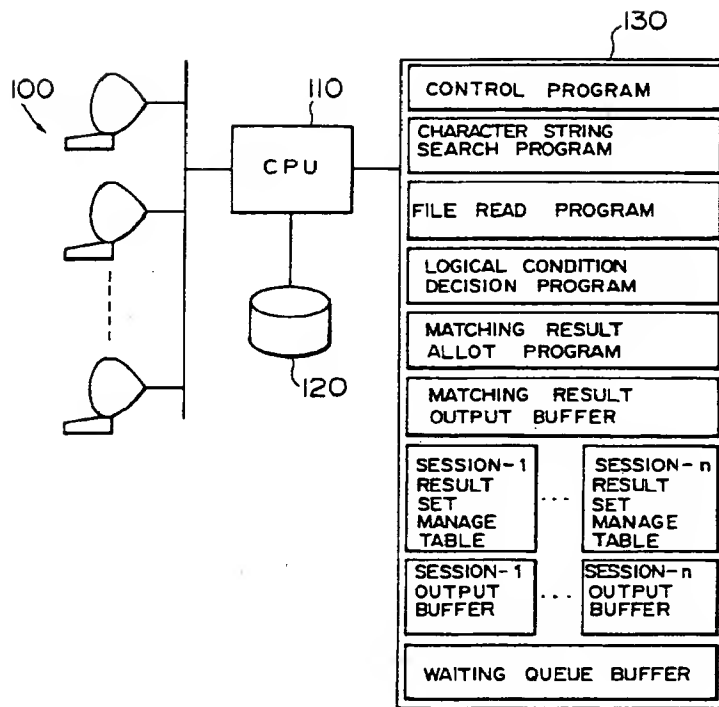 130
100
110
CPU
120
CONTROL PROGRAM
CHARACTER STRING
SEARCH PROGRAM
FILE READ PROGRAM
LOGICAL CONDITION
DECISION PROGRAM
MATCHING RESULT
ALLOT PROGRAM
MATCHING RESULT
OUTPUT BUFFER
SESSION-1
RESULT
SET
MANAGE
TABLE
...
SESSION-n
RESULT
SET
MANAGE
TABLE
SESSION-1
OUTPUT
BUFFER
...
SESSION-n
OUTPUT
BUFFER
WAITING QUEUE BUFFER